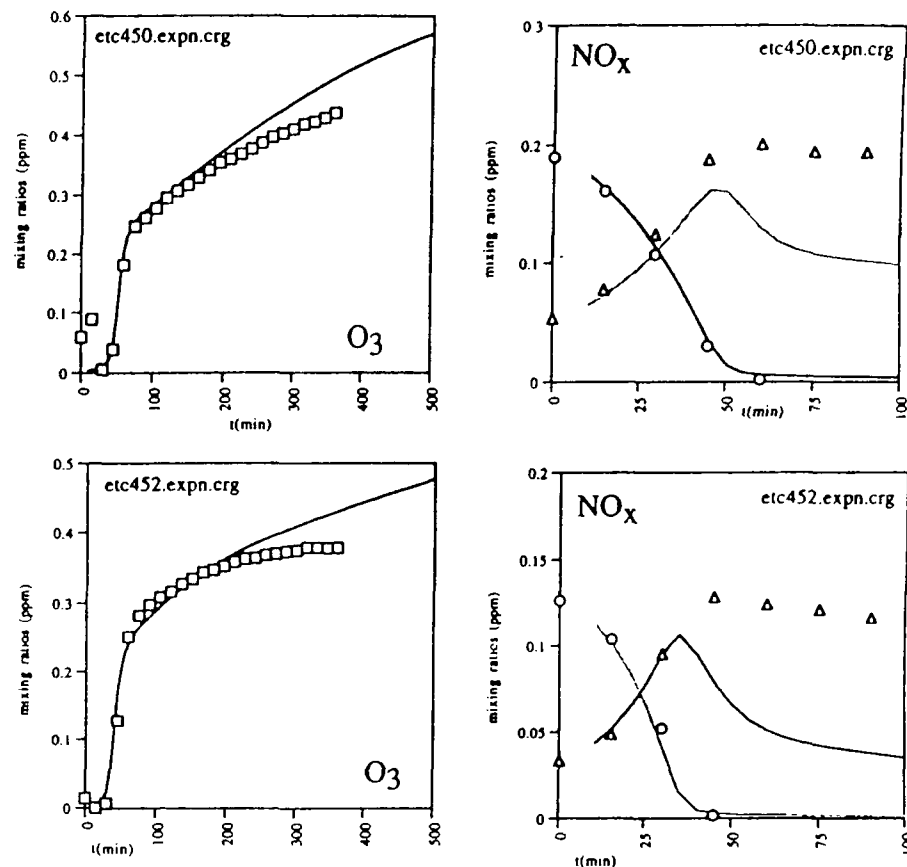 0.6
etc450.expn.crg
0.5
0.4
0.3
0.2
0.1
0
mixing ratios (ppm)
O3
0
100
200
300
400
500
t(min)
0.3
NOx
etc450.expn.crg
0.2
0.1
0
mixing ratios (ppm)
0
25
50
75
100
t(min)
0.5
etc452.expn.crg
0.4
0.3
0.2
0.1
0
mixing ratios (ppm)
O3
0
100
200
300
400
500
t(min)
0.2
NOx
etc452.expn.crg
0.15
0.1
0.05
0
mixing ratios (ppm)
0
25
50
75
100
t(min)